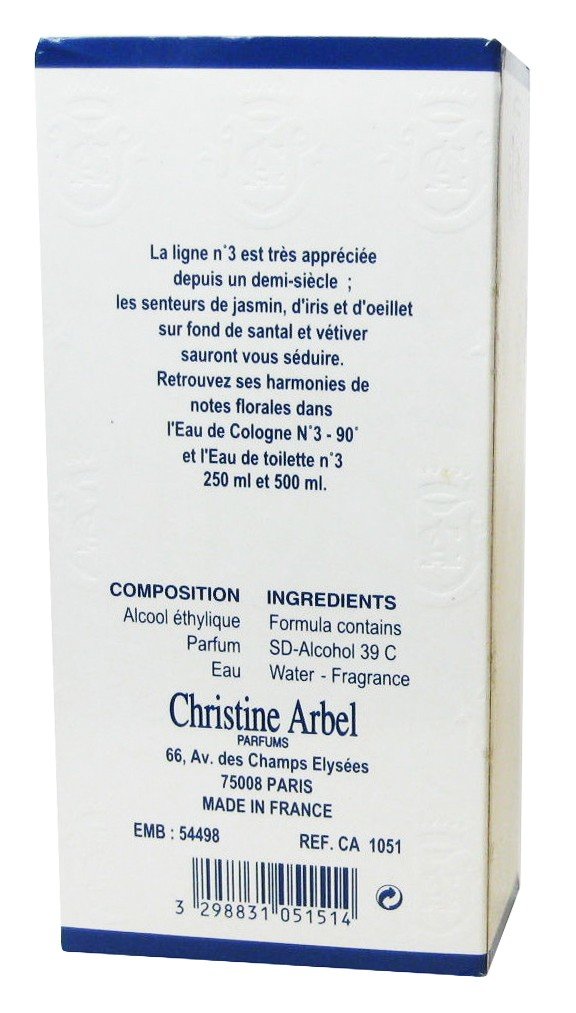 La ligne n°3 est très appréciée
depuis un demi-siècle ;
les senteurs de jasmin, d'iris et d'oeillet
sur fond de santal et vétiver
sauront vous séduire.
Retrouvez ses harmonies de
notes florales dans
l'Eau de Cologne N°3 - 90°
et l'Eau de toilette n°3
250 ml et 500 ml.
COMPOSITION
Alcool éthylique
Parfum
Eau
INGREDIENTS
Formula contains
SD-Alcohol 39 C
Water - Fragrance
Christine Arbel
PARFUMS
66, Av. des Champs Elysées
75008 PARIS
MADE IN FRANCE
EMB : 54498 REF. CA 1051
3 298831 051514